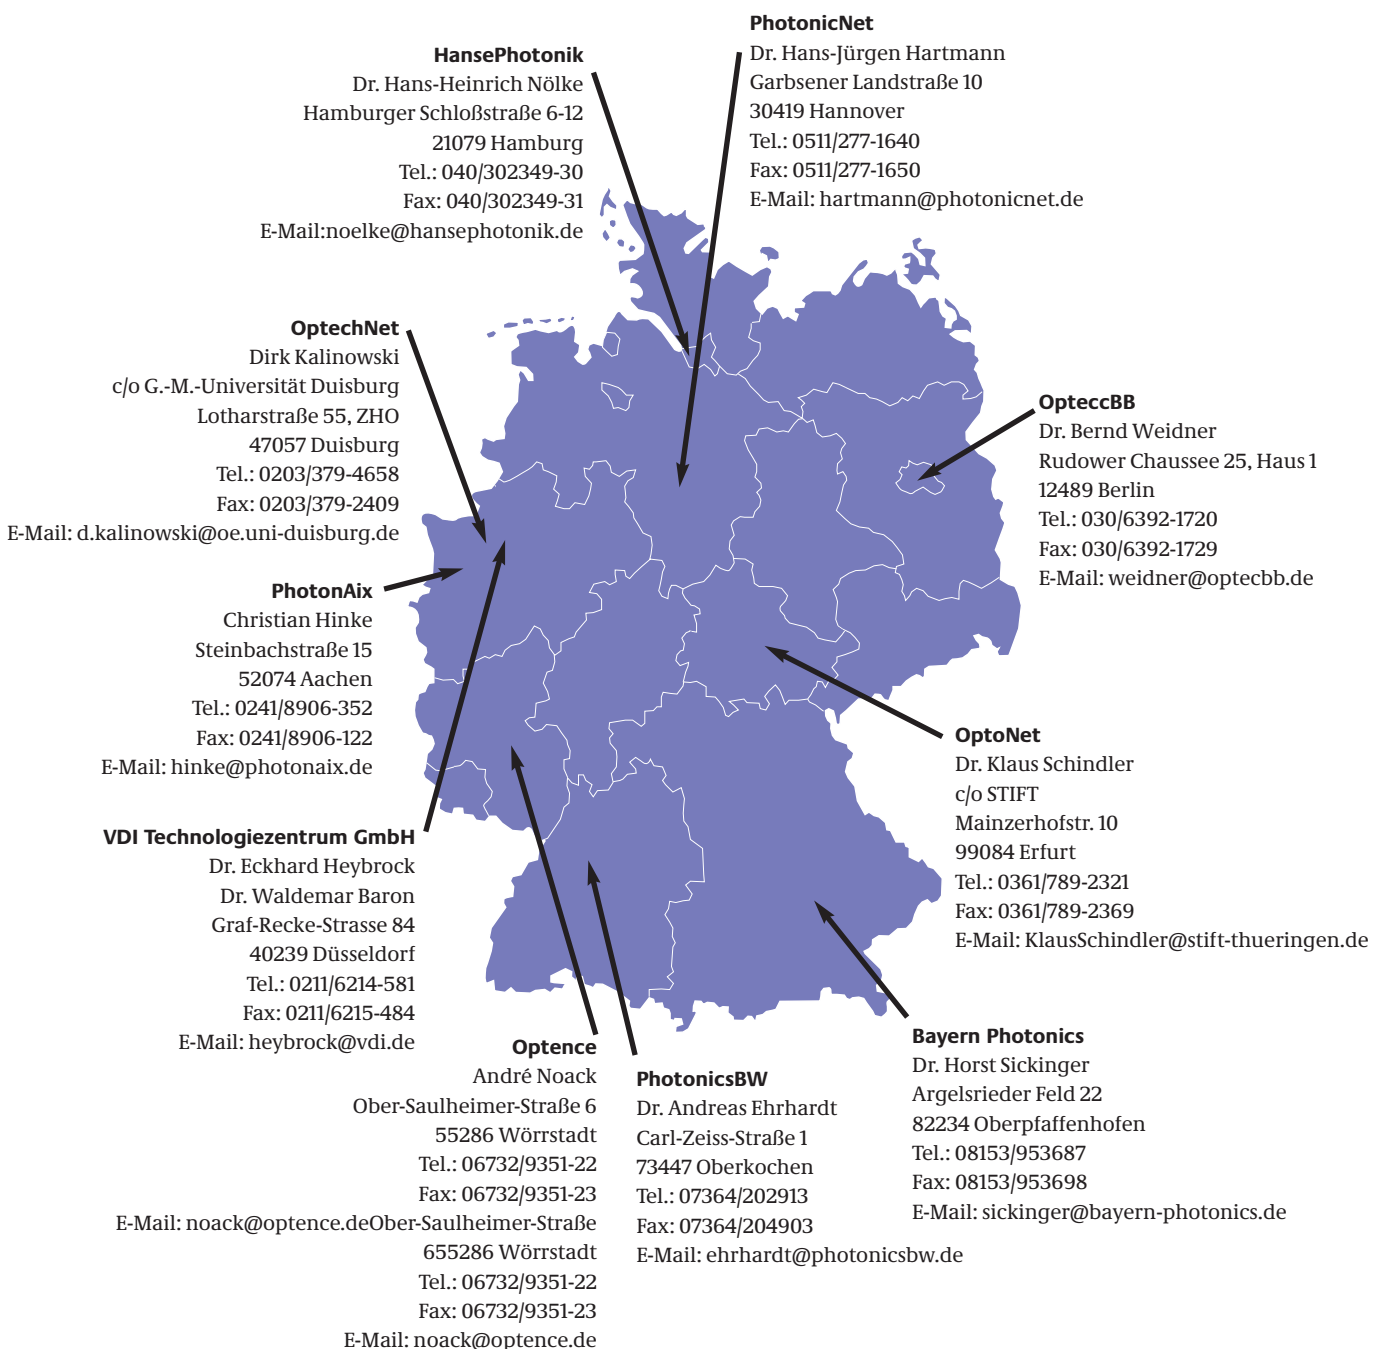 PhotonicNet
Dr. Hans-Jürgen Hartmann
Garbsener Landstraße 10
30419 Hannover
Tel.: 0511/277-1640
Fax: 0511/277-1650
E-Mail: hartmann@photonicnet.de
HansePhotonik
Dr. Hans-Heinrich Nölke
Hamburger Schloßstraße 6-12
21079 Hamburg
Tel.: 040/302349-30
Fax: 040/302349-31
E-Mail:noelke@hansephotonik.de
OptechNet
Dirk Kalinowski
c/o G.-M.-Universität Duisburg
Lotharstraße 55, ZHO
47057 Duisburg
Tel.: 0203/379-4658
Fax: 0203/379-2409
E-Mail: d.kalinowski@oe.uni-duisburg.de
OpteccBB
Dr. Bernd Weidner
Rudower Chaussee 25, Haus 1
12489 Berlin
Tel.: 030/6392-1720
Fax: 030/6392-1729
E-Mail: weidner@optecbb.de
PhotonAix
Christian Hinke
Steinbachstraße 15
52074 Aachen
Tel.: 0241/8906-352
Fax: 0241/8906-122
E-Mail: hinke@photonaix.de
OptoNet
Dr. Klaus Schindler
c/o STIFT
Mainzerhofstr. 10
99084 Erfurt
Tel.: 0361/789-2321
Fax: 0361/789-2369
E-Mail: KlausSchindler@stift-thueringen.de
VDI Technologiezentrum GmbH
Dr. Eckhard Heybrock
Dr. Waldemar Baron
Graf-Recke-Strasse 84
40239 Düsseldorf
Tel.: 0211/6214-581
Fax: 0211/6215-484
E-Mail: heybrock@vdi.de
Optence
André Noack
Ober-Saulheimer-Straße 6
55286 Wörrstadt
Tel.: 06732/9351-22
Fax: 06732/9351-23
E-Mail: noack@optence.deOber-Saulheimer-Straße
655286 Wörrstadt
Tel.: 06732/9351-22
Fax: 06732/9351-23
E-Mail: noack@optence.de
PhotonicsBW
Dr. Andreas Ehrhardt
Carl-Zeiss-Straße 1
73447 Oberkochen
Tel.: 07364/202913
Fax: 07364/204903
E-Mail: ehrhardt@photonicsbw.de
Bayern Photonics
Dr. Horst Sickinger
Argelsrieder Feld 22
82234 Oberpfaffenhofen
Tel.: 08153/953687
Fax: 08153/953698
E-Mail: sickinger@bayern-photonics.de